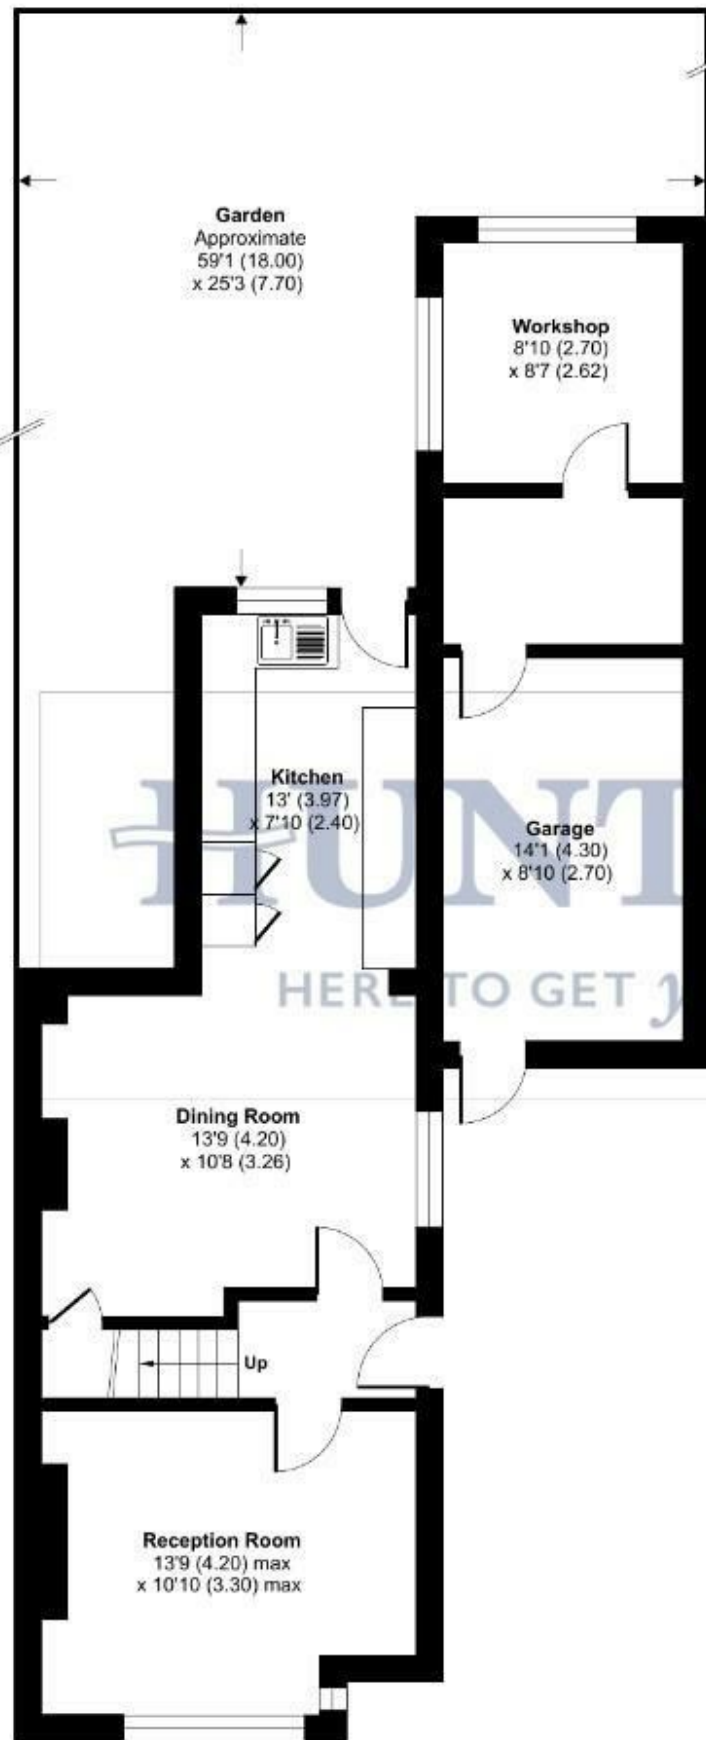 Garden
Approximate
59'1 (18.00)
x 25'3 (7.70)
Workshop
8'10 (2.70)
x 8'7 (2.62)
Kitchen
13' (3.97)
x 7'10 (2.40)
Garage
14'1 (4.30)
x 8'10 (2.70)
HUNT
HERE TO GET y
Dining Room
13'9 (4.20)
x 10'8 (3.26)
Up
Reception Room
13'9 (4.20) max
x 10'10 (3.30) max